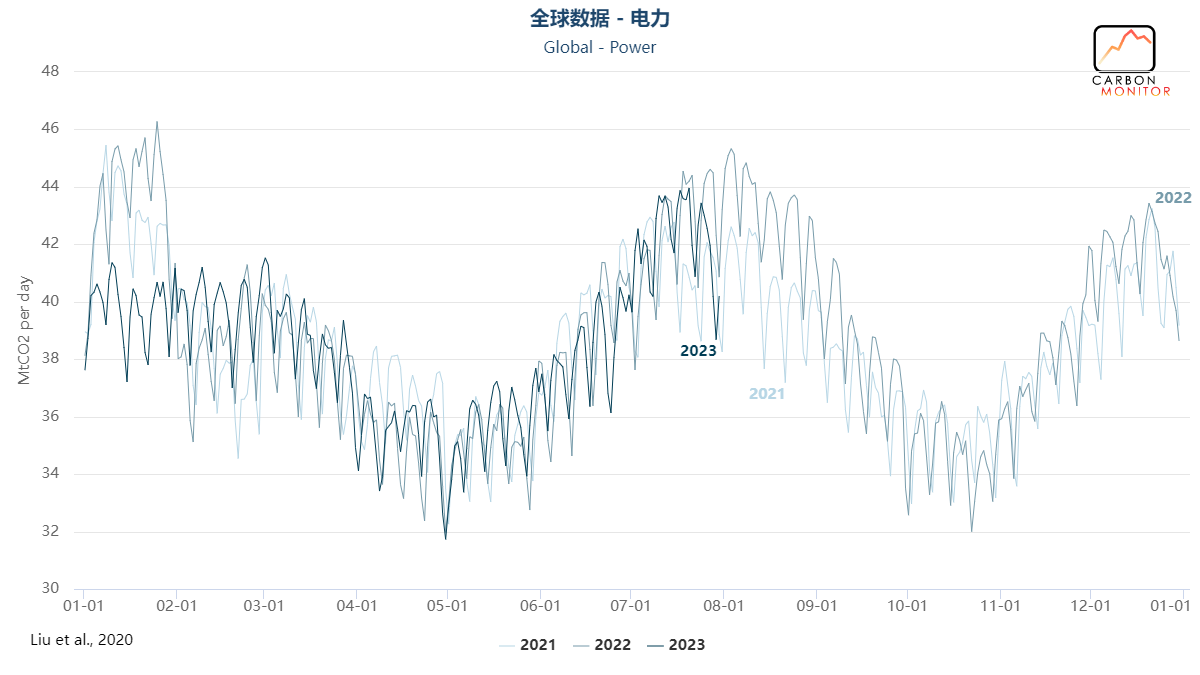 全球数据 - 电力
Global - Power
CARBON
MONITOR
MtCO2 per day
48
46
44
42
40
38
36
34
32
30
2022
2023
2021
01-01 02-01 03-01 04-01 05-01 06-01 07-01 08-01 09-01 10-01 11-01 12-01 01-01
Liu et al., 2020
2021 2022 2023